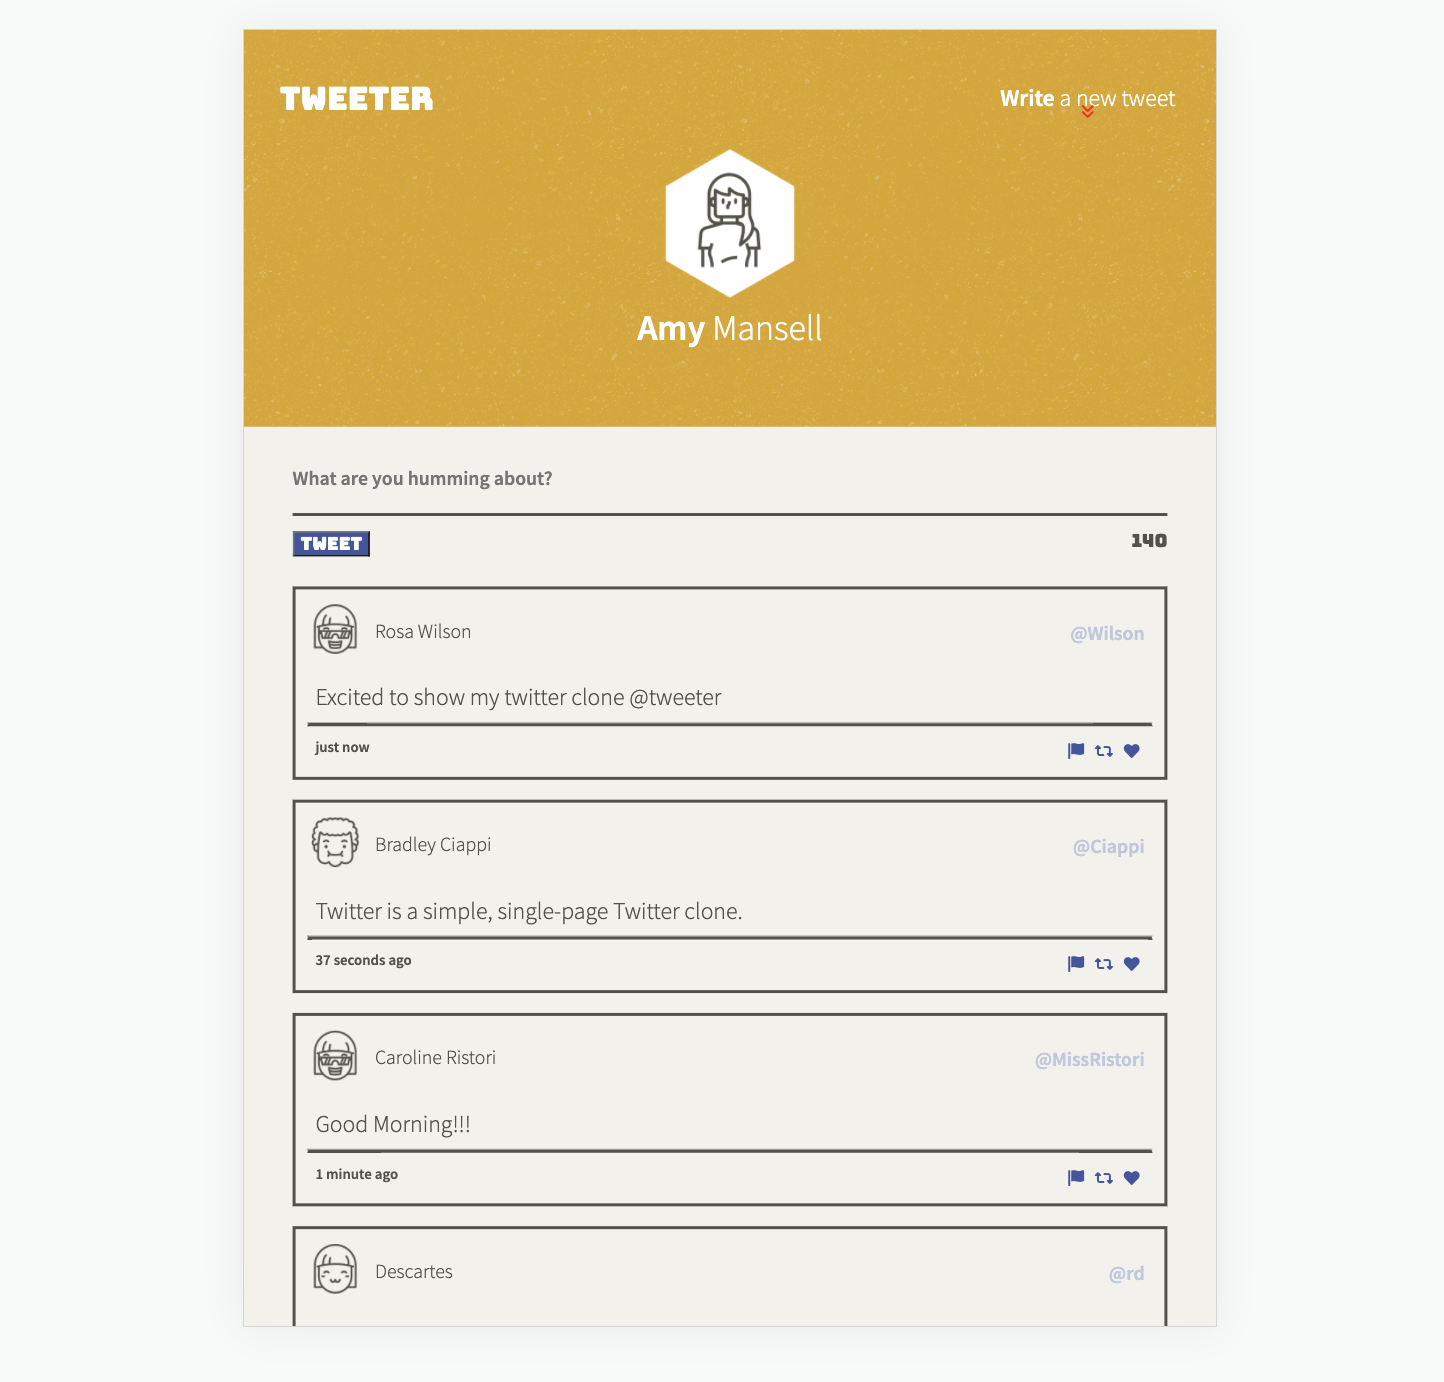 TWEETER
Write a new tweet
Amy Mansell
What are you humming about?
TWEET
140
Rosa Wilson
@Wilson
Excited to show my twitter clone @tweeter
just now
Bradley Ciappi
@Ciappi
Twitter is a simple, single-page Twitter clone.
37 seconds ago
Caroline Ristori
@MissRistori
Good Morning!!!
1 minute ago
Descartes
@rd